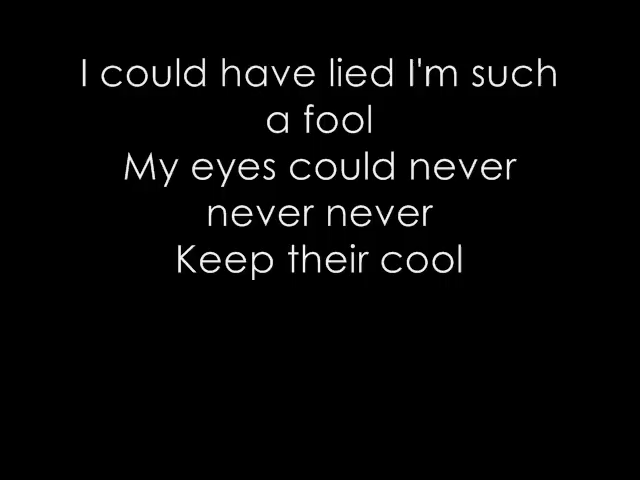 I could have lied I'm such
a fool
My eyes could never
never never
Keep their cool